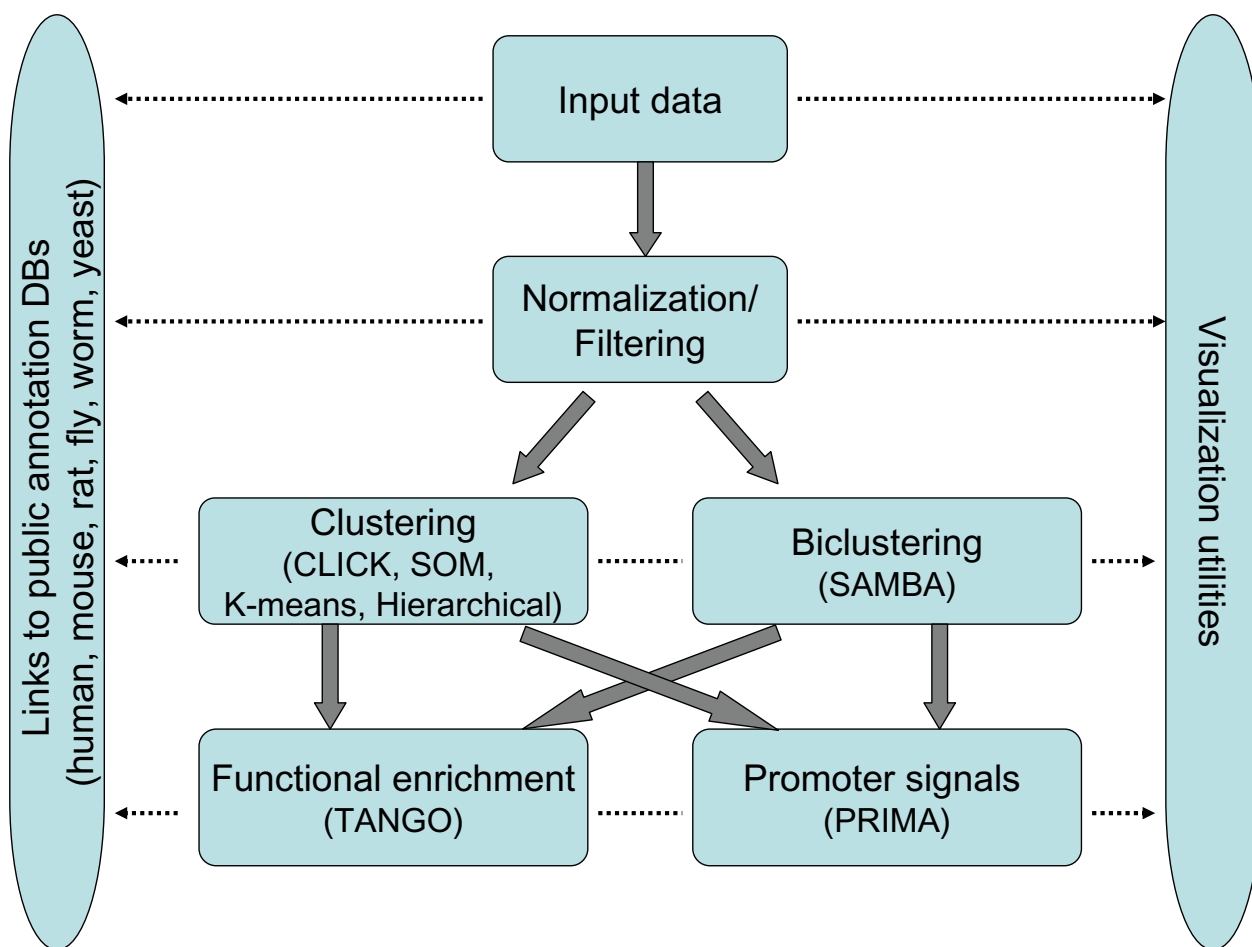 Input data
Normalization/
Filtering
Clustering
(CLICK, SOM,
K-means, Hierarchical)
Biclustering
(SAMBA)
Functional enrichment
(TANGO)
Promoter signals
(PRIMA)
Links to public annotation DBs
(human, mouse, rat, fly, worm, yeast)
Visualization utilities